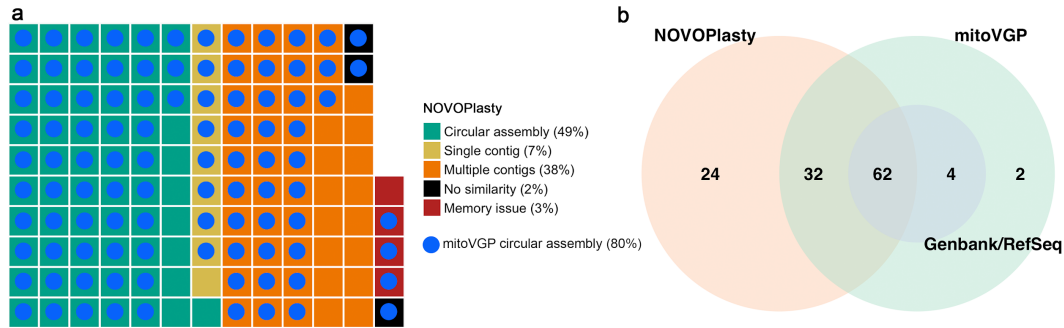 a
NOVOPlasty
Circular assembly (49%)
Single contig (7%)
Multiple contigs (38%)
No similarity (2%)
Memory issue (3%)
mitoVGP circular assembly (80%)
b
NOVOPlasty
mitoVGP
24
32
62
4
2
Genbank/RefSeq